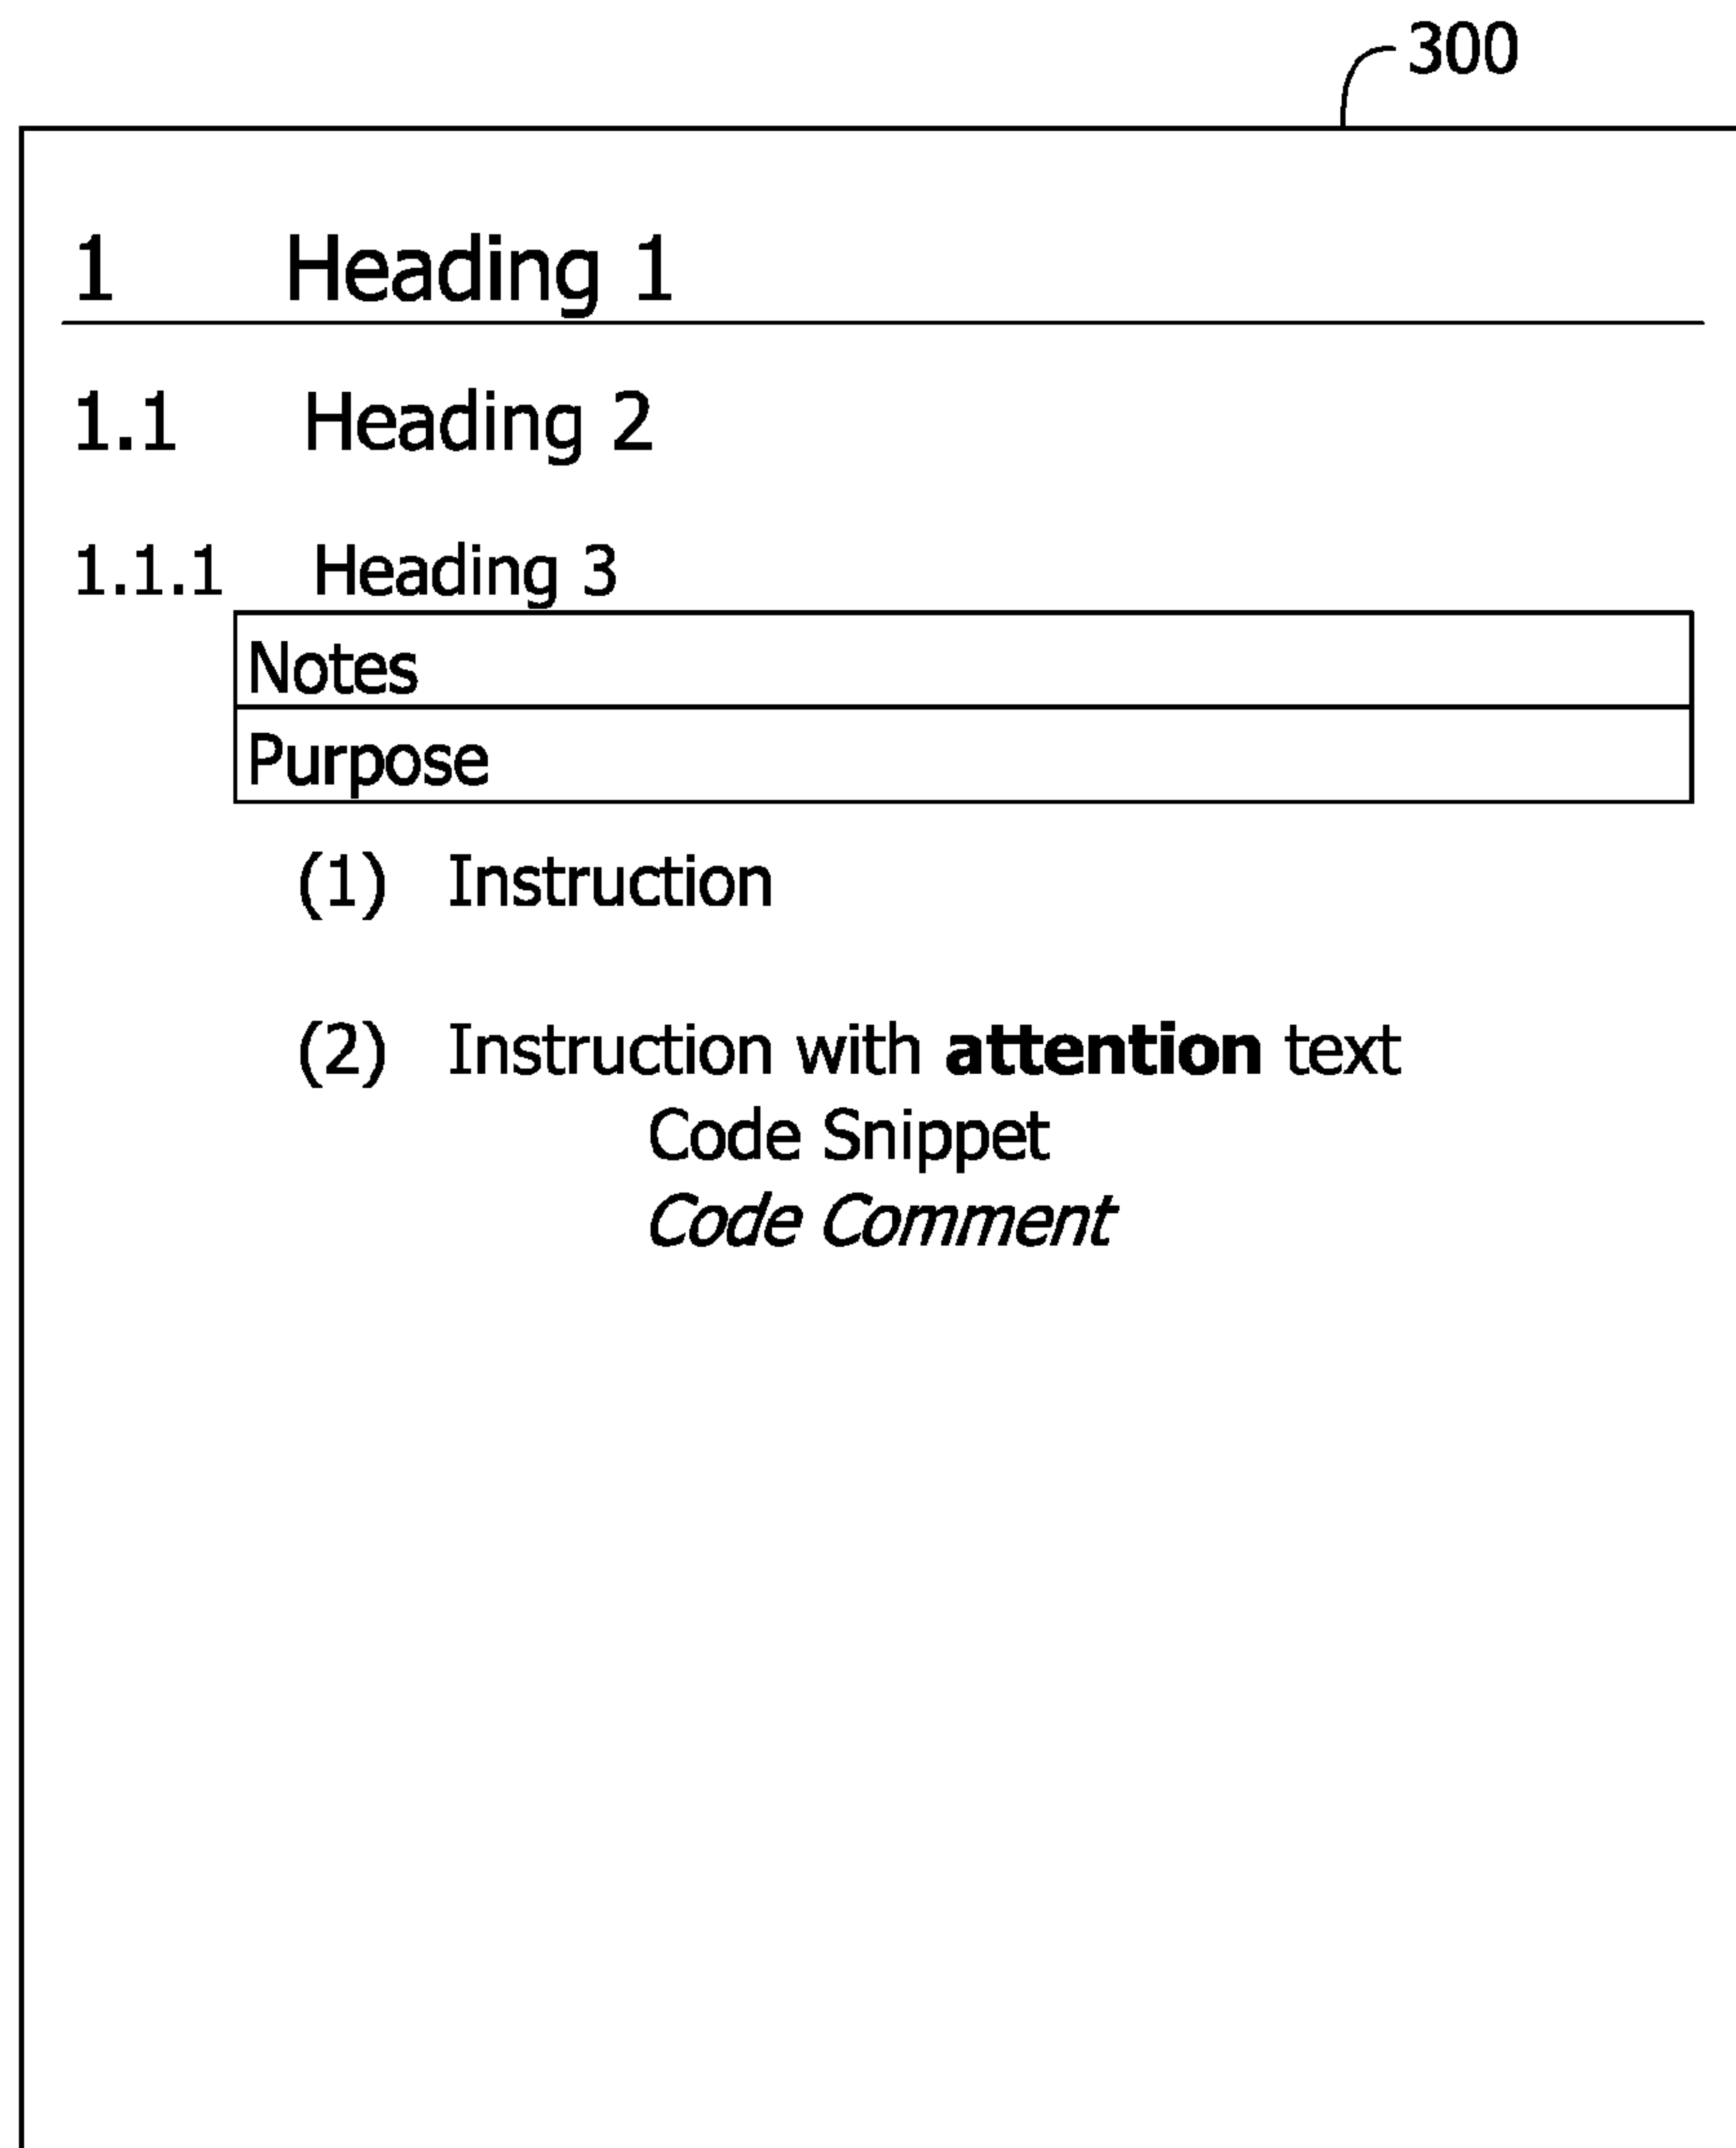 300
1 Heading 1
1.1 Heading 2
1.1.1 Heading 3
Notes
Purpose
(1) Instruction
(2) Instruction with attention text
Code Snippet
Code Comment